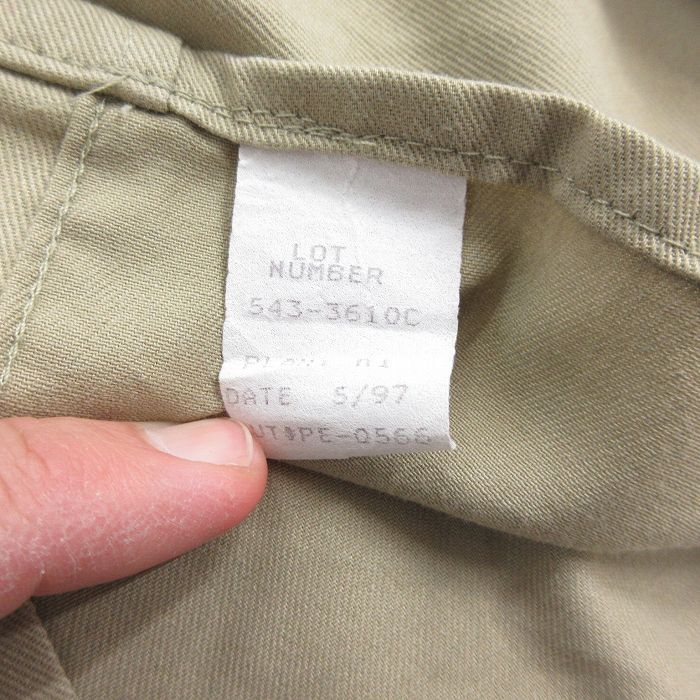 LOT
NUMBER
543-3610C
DATE 5/97
PE-0566